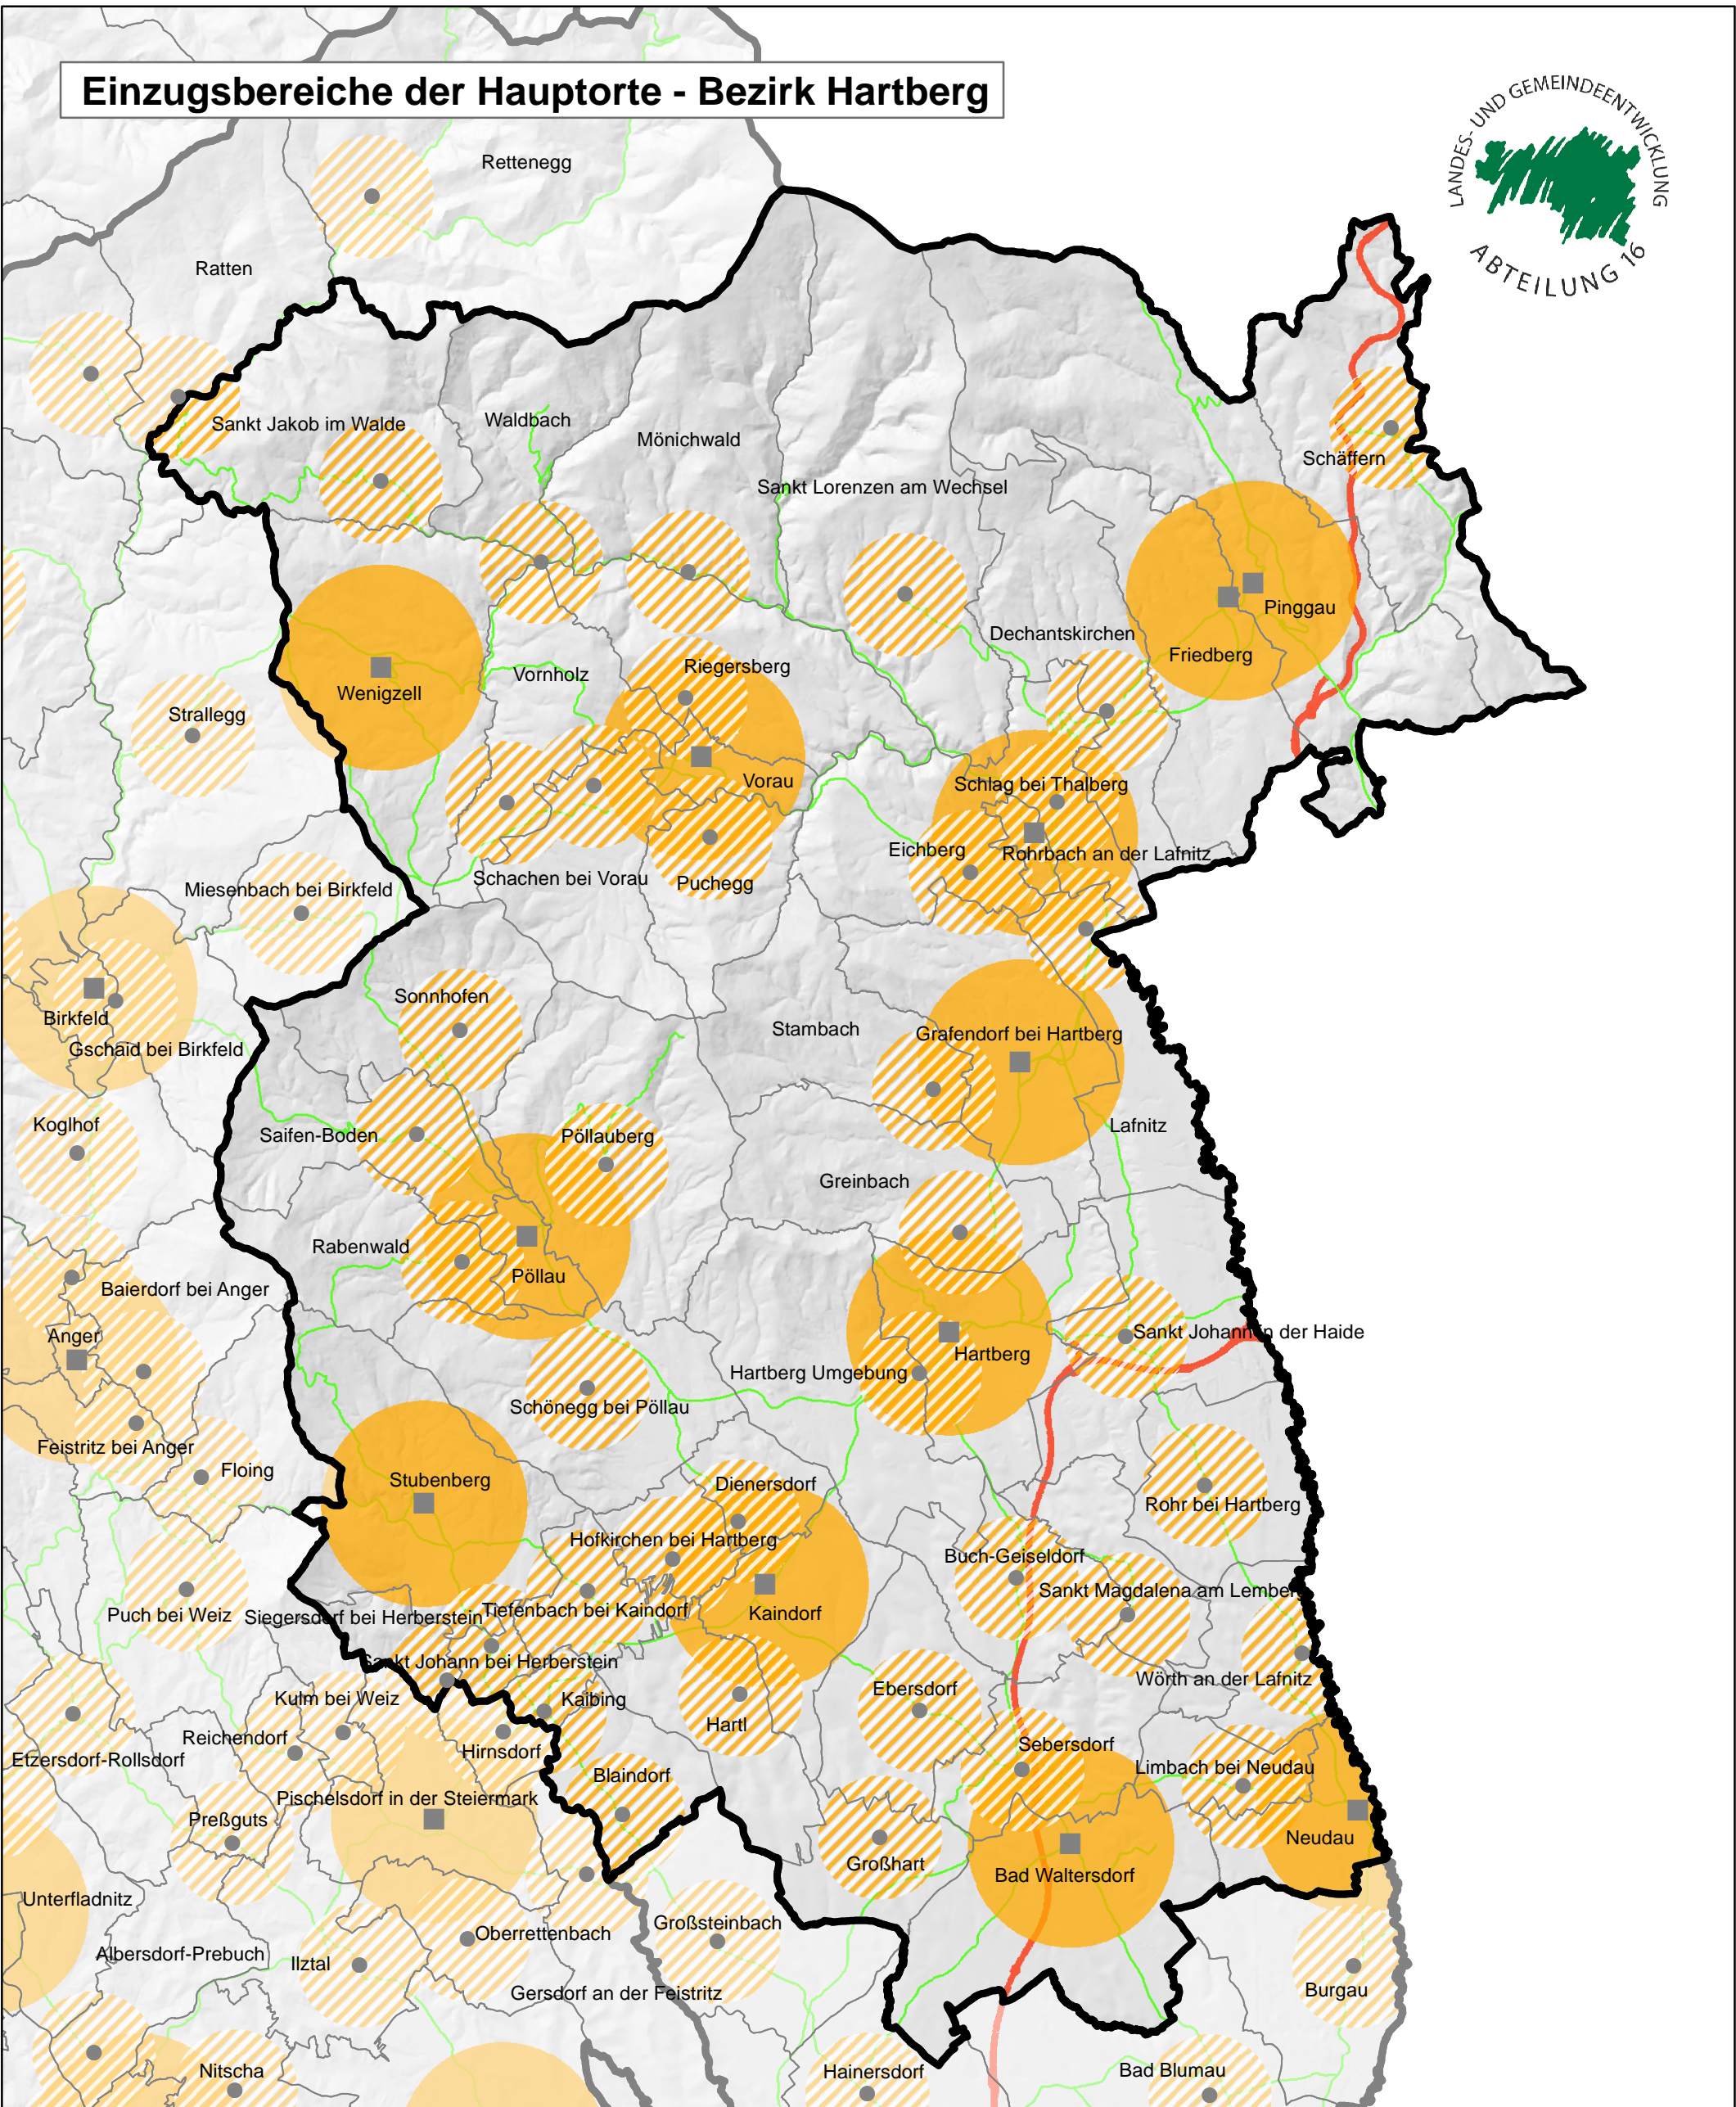 Einzugsbereiche der Hauptorte - Bezirk Hartberg
LANDES- UND GEMEINDEENTWICKLUNG
ABTEILUNG 16
Rettenegg
Ratten
Sankt Jakob im Walde
Waldbach
Mönichwald
Schäffern
Sankt Lorenzen am Wechsel
Pinggau
Dechantskirchen
Friedberg
Riegersberg
Vornholz
Wenigzell
Strallegg
Vorau
Schlag bei Thalberg
Eichberg
Rohrbach an der Lafnitz
Schachen bei Vorau
Puchegg
Miesenbach bei Birkfeld
Sonnhofen
Birkfeld
Stambach
Grafendorf bei Hartberg
Gschaid bei Birkfeld
Koglhof
Lafnitz
Saifen-Boden
Pöllauberg
Greinbach
Rabenwald
Pöllau
Baierdorf bei Anger
Anger
Sankt Johann in der Haide
Hartberg
Hartberg Umgebung
Schönegg bei Pöllau
Feistritz bei Anger
Floing
Stubenberg
Dienersdorf
Rohr bei Hartberg
Hofkirchen bei Hartberg
Buch-Geiseldorf
Sankt Magdalena am Lemberg
Puch bei Weiz
Siegersdorf bei Herberstein
Tiefenbach bei Kaindorf
Kaindorf
Sankt Johann bei Herberstein
Wörth an der Lafnitz
Kulm bei Weiz
Kaibing
Ebersdorf
Hartl
Reichendorf
Hirnsdorf
Sebersdorf
Etzersdorf-Rollsdorf
Blaindorf
Limbach bei Neudau
Pischelsdorf in der Steiermark
Preßguts
Neudau
Großhart
Bad Waltersdorf
Unterfladnitz
Großsteinbach
Oberrettenbach
Albersdorf-Prebuch
Ilztal
Gersdorf an der Feistritz
Burgau
Nitscha
Hainersdorf
Bad Blumau